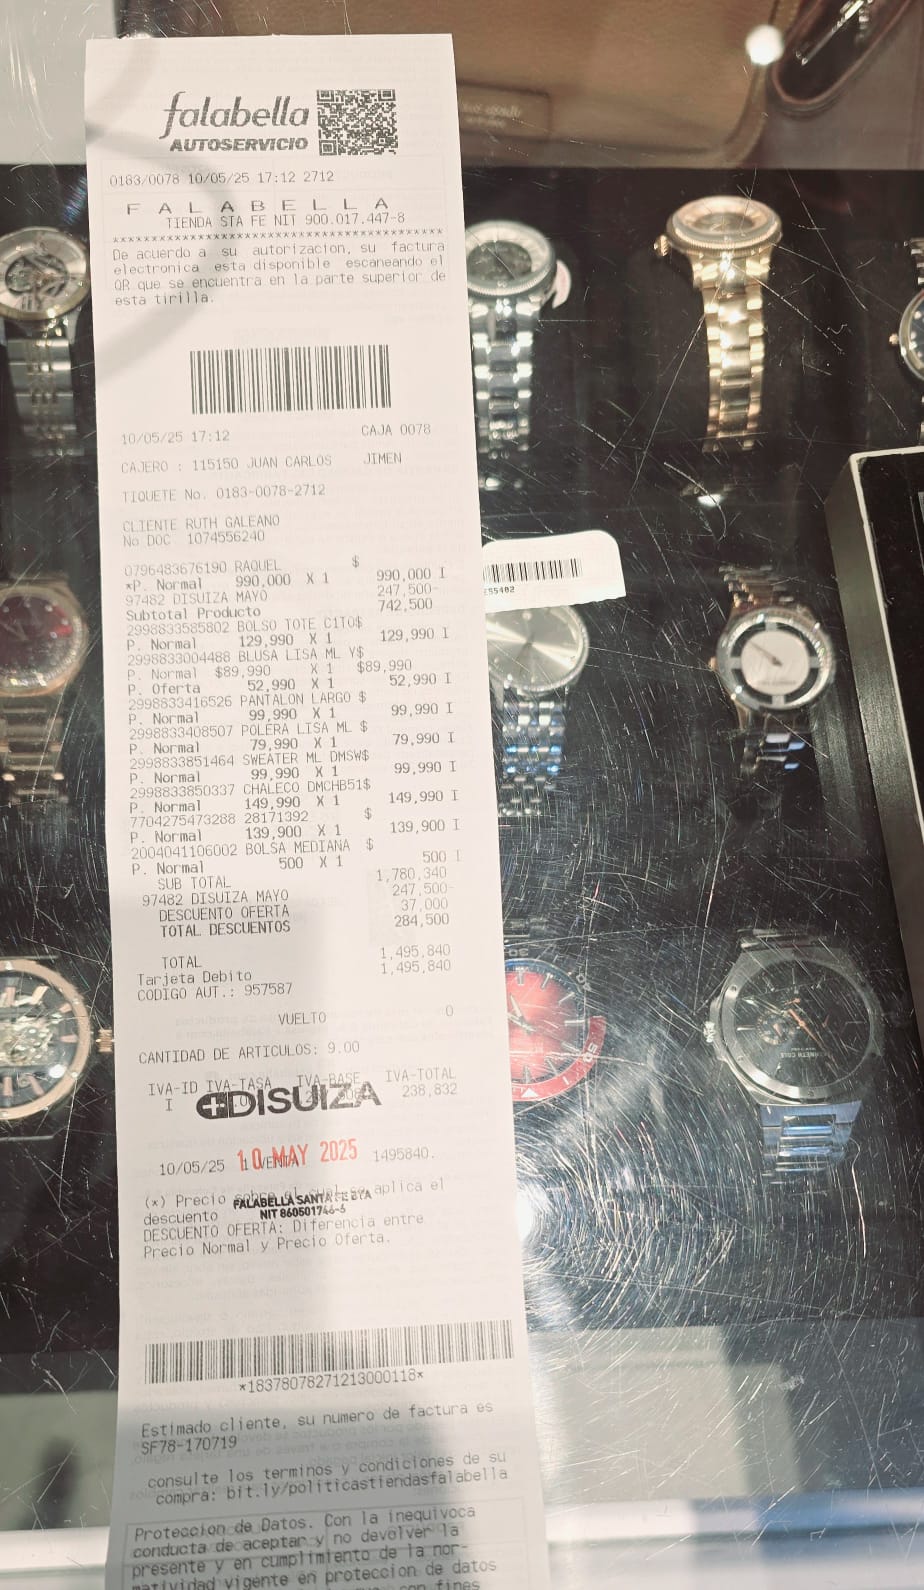 falabella
AUTOSERVICIO
0183/0078 10/05/25 17:12 2712
F A L A B E L L A
TIENDA STA FE NIT 900.017.447-8
De acuerdo a su autorizacion, su factura
electronica esta disponible escaneando el
QR que se encuentra en la parte superior de
esta tirilla.
10/05/25 17:12 CAJA 0078
CAJERO : 115150 JUAN CARLOS JIMEN
TIQUETE No. 0183-0078-2712
CLIENTE RUTH GALEANO
No DOC 1074556240
0796483676190 RAQUEL $
*P. Normal 990,000 X 1 990,000 I
97482 DISUIZA MAYO 247,500-
Subtotal Producto 742,500
2998833585802 BOLSO TOTE CITO$
P. Normal 129,990 X 1 129,990 I
2998833004488 BLUSA LISA ML Y$
P. Normal $89,990 X 1 $89,990
P. Oferta 52,990 X 1 52,990 I
2998833416526 PANTALON LARGO $
P. Normal 99,990 X 1 99,990 I
2998833408507 POLERA LISA ML $
P. Normal 79,990 X 1 79,990 I
2998833851464 SWEATER ML DMSW$
P. Normal 99,990 X 1 99,990 I
2998833850337 CHALECO DMCHB51$
P. Normal 149,990 X 1 149,990 I
7704275473288 28171392 $
P. Normal 139,900 X 1 139,900 I
2004041106002 BOLSA MEDIANA $
P. Normal 500 X 1 500 I
SUB TOTAL 1,780,340
97482 DISUIZA MAYO 247,500-
DESCUENTO OFERTA 37,000
TOTAL DESCUENTOS 284,500
TOTAL 1,495,840
Tarjeta Debito 1,495,840
CODIGO AUT.: 957587
VUELTO 0
CANTIDAD DE ARTICULOS: 9.00
IVA-ID IVA-TASA IVA-BASE IVA-TOTAL
I 238,832
DISUIZA
10/05/25 1 VENTA 1495840.
10 MAY 2025
(*) Precio sobre el cual se aplica el
descuento
FALABELLA SANTA FE BTA
NIT 860501746-6
DESCUENTO OFERTA: Diferencia entre
Precio Normal y Precio Oferta.
*18378078271213000118*
Estimado cliente, su numero de factura es
SF78-170719
consulte los terminos y condiciones de su
compra: bit.ly/politicastiendasfalabella
Proteccion de Datos. Con la inequivoca
conducta de aceptar y no devolver la
presente y en cumplimiento de la nor-
matividad vigente en proteccion de datos
con fines
55402
KENNETH COLE